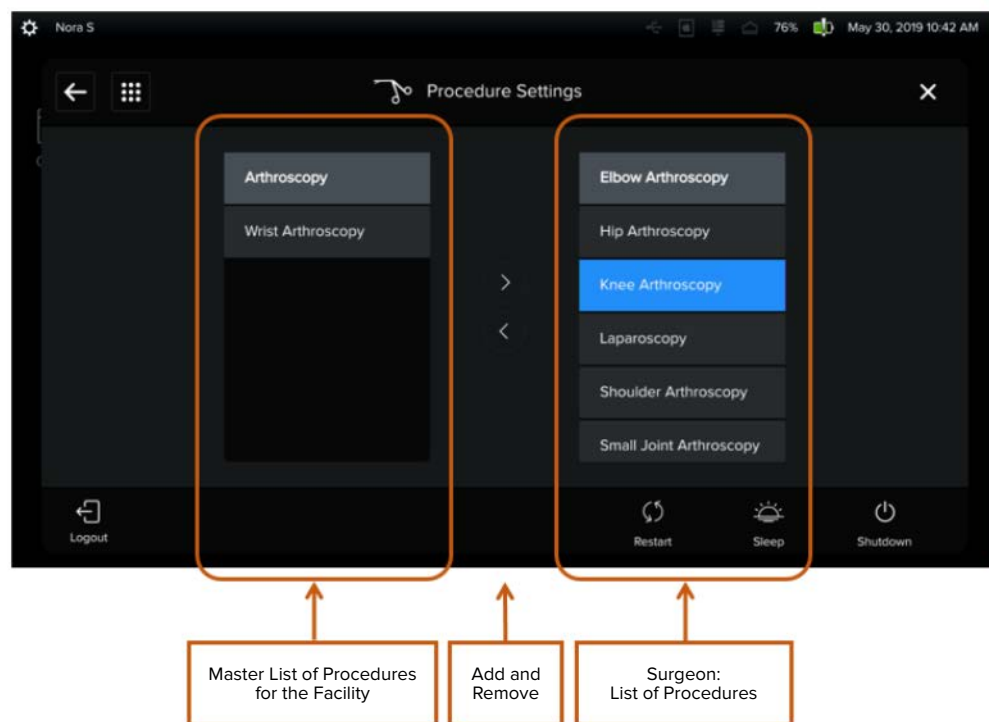 Nora S
76%
May 30, 2019 10:42 AM
Procedure Settings
Arthroscopy
Wrist Arthroscopy
Elbow Arthroscopy
Hip Arthroscopy
Knee Arthroscopy
Laparoscopy
Shoulder Arthroscopy
Small Joint Arthroscopy
Logout
Restart
Sleep
Shutdown
Master List of Procedures
for the Facility
Add and
Remove
Surgeon:
List of Procedures